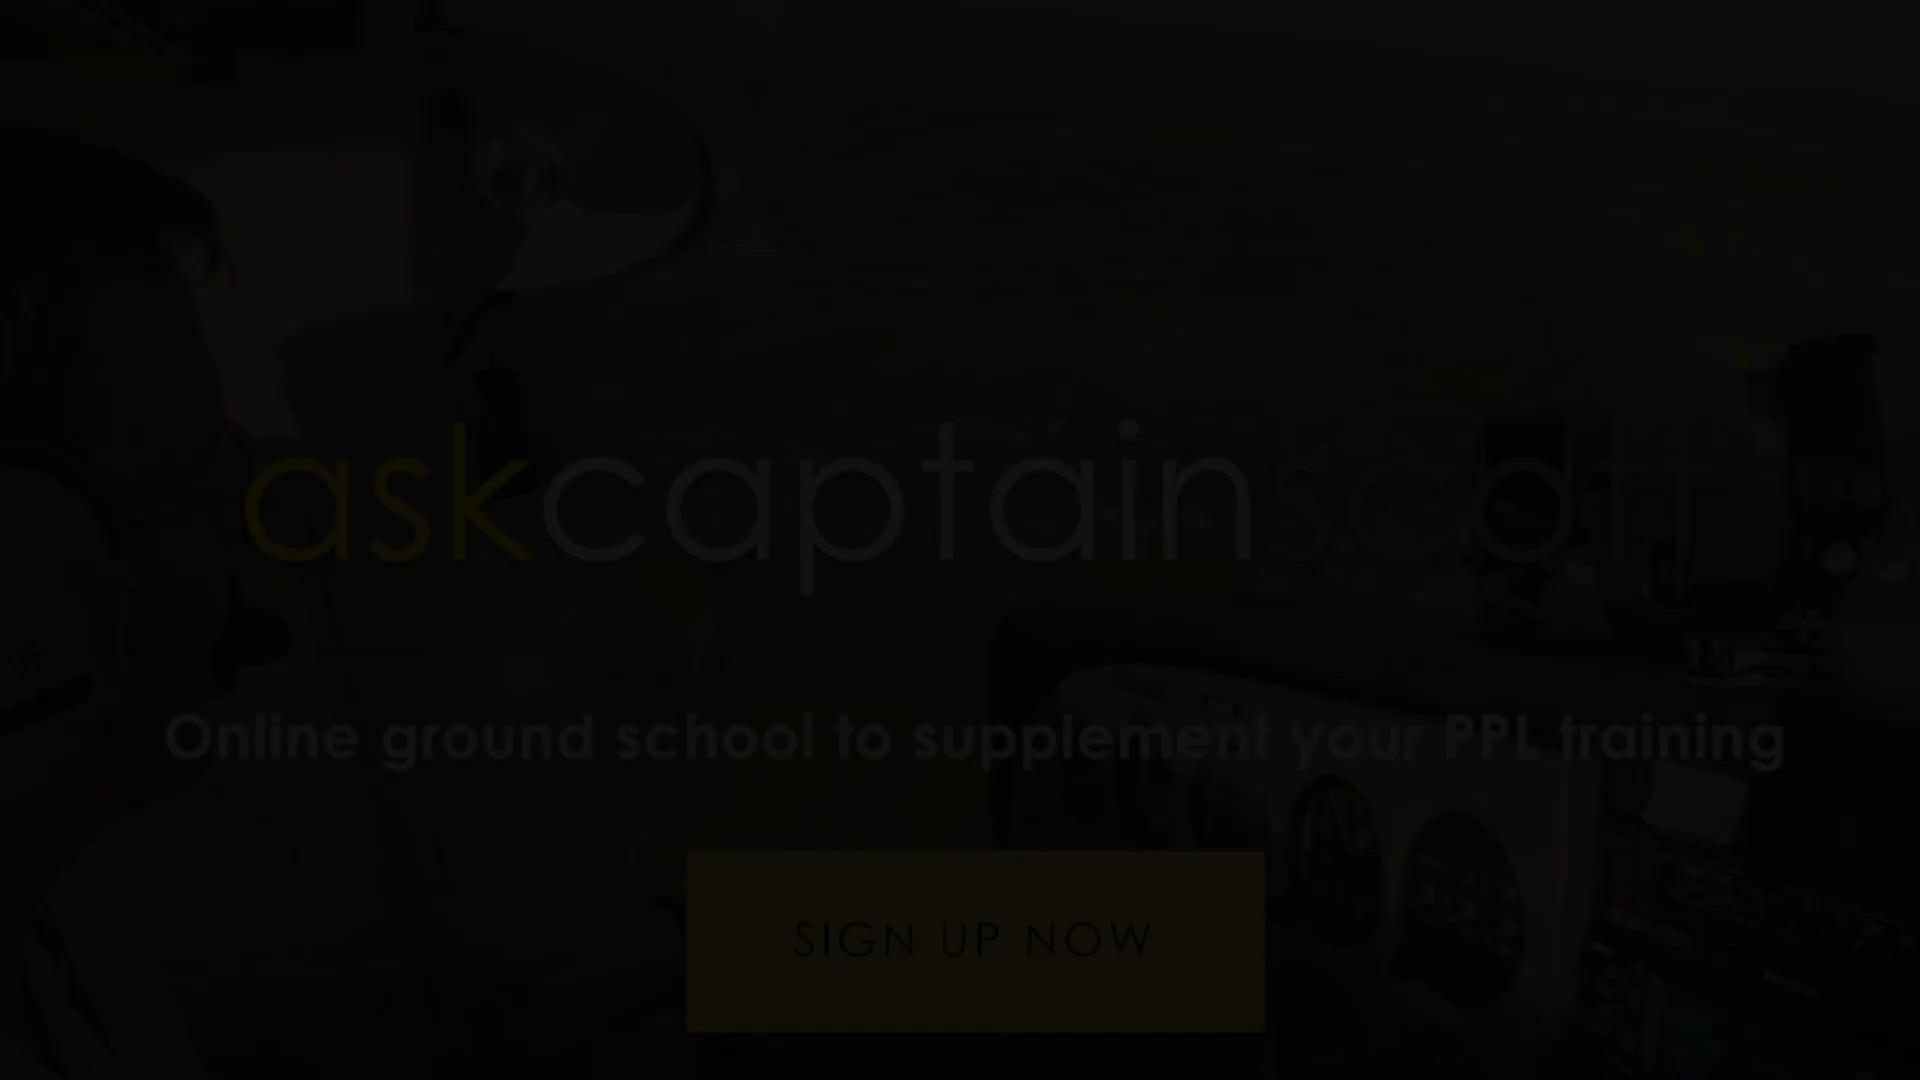 askcaptainscott
Online ground school to supplement your PPL training
SIGN UP NOW